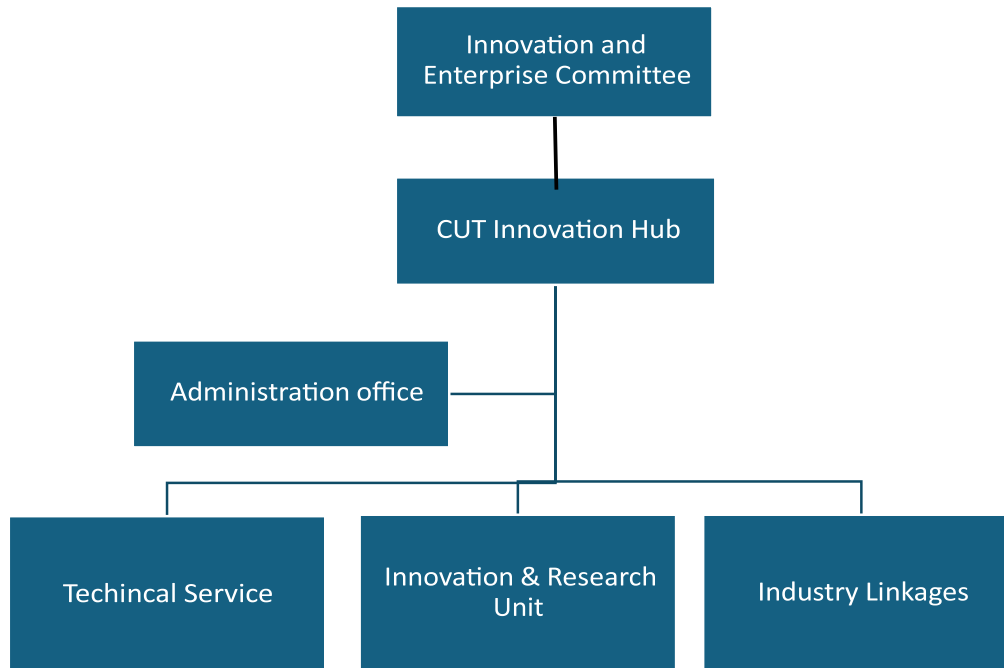 Innovation and
Enterprise Committee
CUT Innovation Hub
Administration office
Techincal Service
Innovation & Research
Unit
Industry Linkages